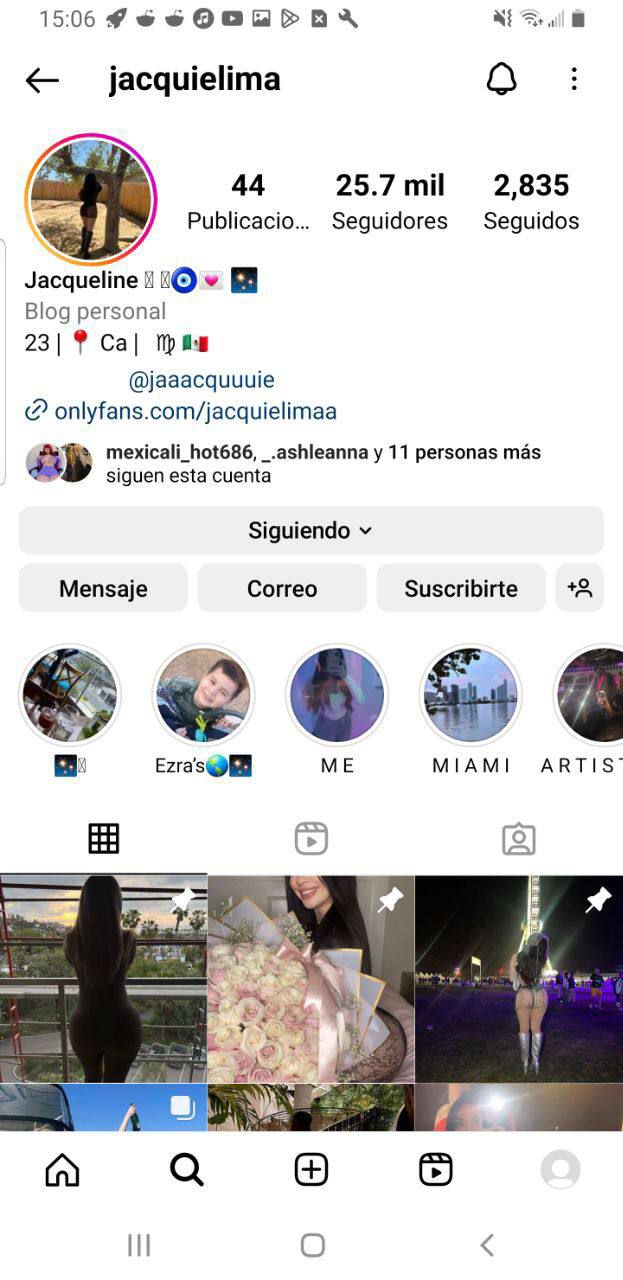 15:06
jacquielima
44 25.7 mil 2,835
Publicacio... Seguidores Seguidos
Jacqueline 🧿💌🎇
Blog personal
23 | 📍 Ca | ♍🇲🇽
@jaaacquuuie
onlyfans.com/jacquielimaa
mexicali_hot686, _.ashleanna y 11 personas más
siguen esta cuenta
Siguiendo
Mensaje Correo Suscribirte
🎇 Ezra's🌎🎇 M E M I A M I A R T I S T